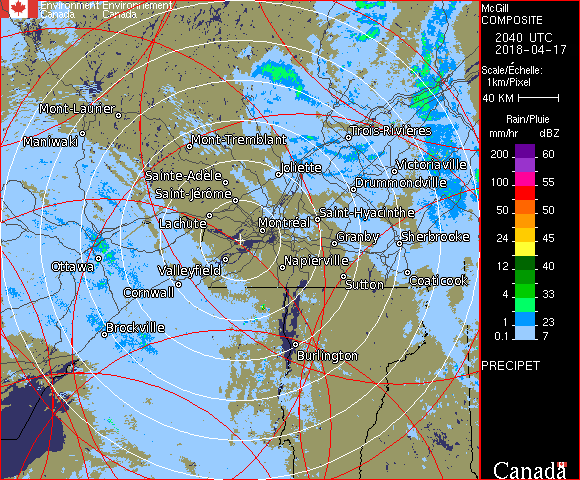 Environment Environnement
Canada Canada
McGill
COMPOSITE
2040 UTC
2018-04-17
Scale/Échelle:
1km/Pixel
40 KM
Rain/Pluie
mm/hr dBZ
200 60
100 55
50 50
24 45
12 40
4 33
1 23
0.1 7
PRECIPET
Canada
Mont-Laurier
Maniwaki
Mont-Tremblant
Trois-Rivières
Joliette
Victoriaville
Sainte-Adèle
Drummondville
Saint-Jérôme
Lachute
Saint-Hyacinthe
Montréal
Granby
Sherbrooke
Ottawa
Valleyfield
Napierville
Cornwall
Sutton
Coaticook
Brockville
Burlington